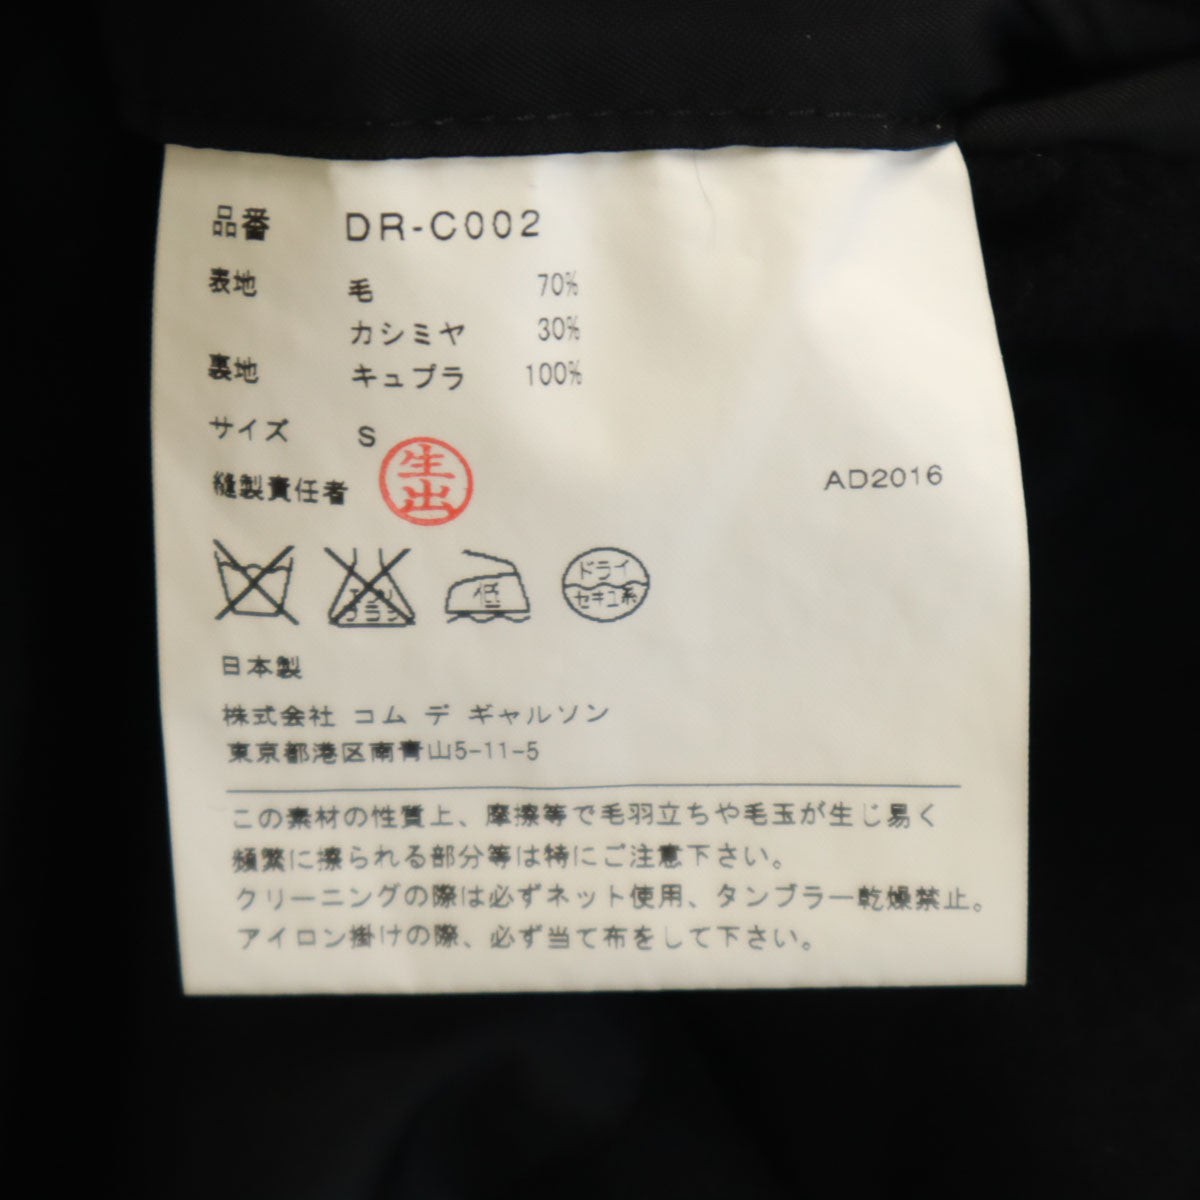 品番 DR-C002
表地 毛 70%
カシミヤ 30%
裏地 キュプラ 100%
サイズ S
縫製責任者 生出
AD2016
エンソ サラシ 低 ドライ セキユ系
日本製
株式会社 コム デ ギャルソン
東京都港区南青山5-11-5
この素材の性質上、摩擦等で毛羽立ちや毛玉が生じ易く
頻繁に擦られる部分等は特にご注意下さい。
クリーニングの際は必ずネット使用、タンブラー乾燥禁止。
アイロン掛けの際、必ず当て布をして下さい。